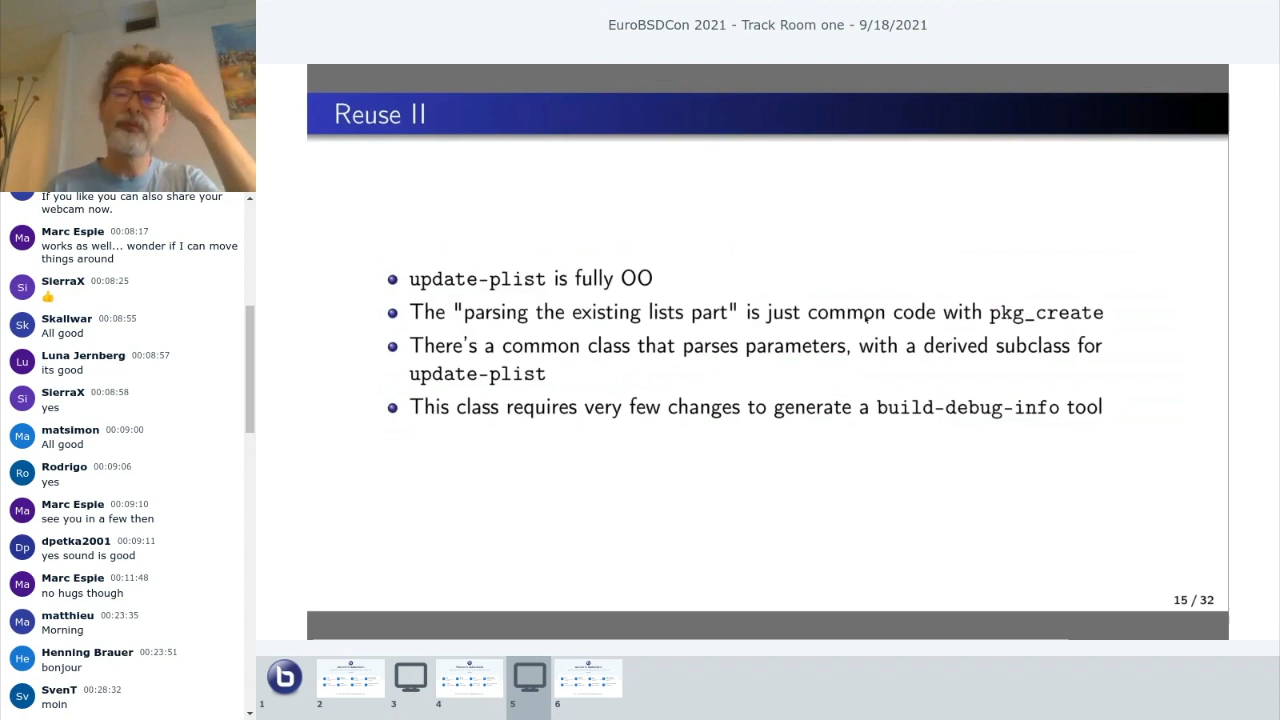 EuroBSDCon 2021 - Track Room one - 9/18/2021
Reuse II
update-plist is fully OO
The "parsing the existing lists part" is just common code with pkg_create
There's a common class that parses parameters, with a derived subclass for
update-plist
This class requires very few changes to generate a build-debug-info tool
15 / 32
If you like you can also share your
webcam now.
Ma Marc Espie 00:08:17
works as well... wonder if I can move
things around
Si SierraX 00:08:25
👍
Sk Skallwar 00:08:55
All good
Lu Luna Jernberg 00:08:57
its good
Si SierraX 00:08:58
yes
Ma matsimon 00:09:00
All good
Ro Rodrigo 00:09:06
yes
Ma Marc Espie 00:09:10
see you in a few then
Dp dpetka2001 00:09:11
yes sound is good
Ma Marc Espie 00:11:48
no hugs though
Ma matthieu 00:23:35
Morning
He Henning Brauer 00:23:51
bonjour
Sv SvenT 00:28:32
moin
b
1 2 3 4 5 6